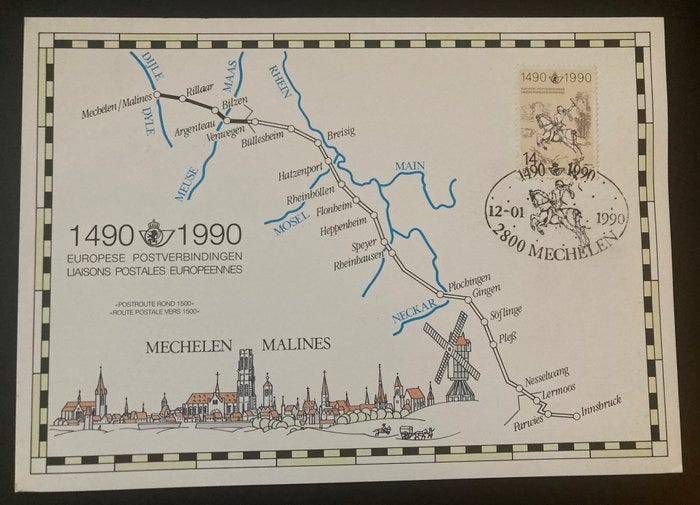 DIJLE
DYLE
MAAS
MEUSE
RHEIN
Mechelen/Malines
Rillaar
Bilzen
Argenteau
Venwegen
Büllesheim
Breisig
Hatzenport
MAIN
Rheinböllen
MOSEL
Flonheim
Heppenheim
Speyer
Rheinhausen
Plochingen
Gingen
NECKAR
Söflinge
Pleß
Nesselwang
Lermoos
Parwies
Innsbruck
1490 1990
EUROPESE POSTVERBINDINGEN
LIAISONS POSTALES EUROPEENNES
«POSTROUTE ROND 1500»
«ROUTE POSTALE VERS 1500»
MECHELEN MALINES
1490 1990
14
1490 1990
12-01 1990
2800 MECHELEN